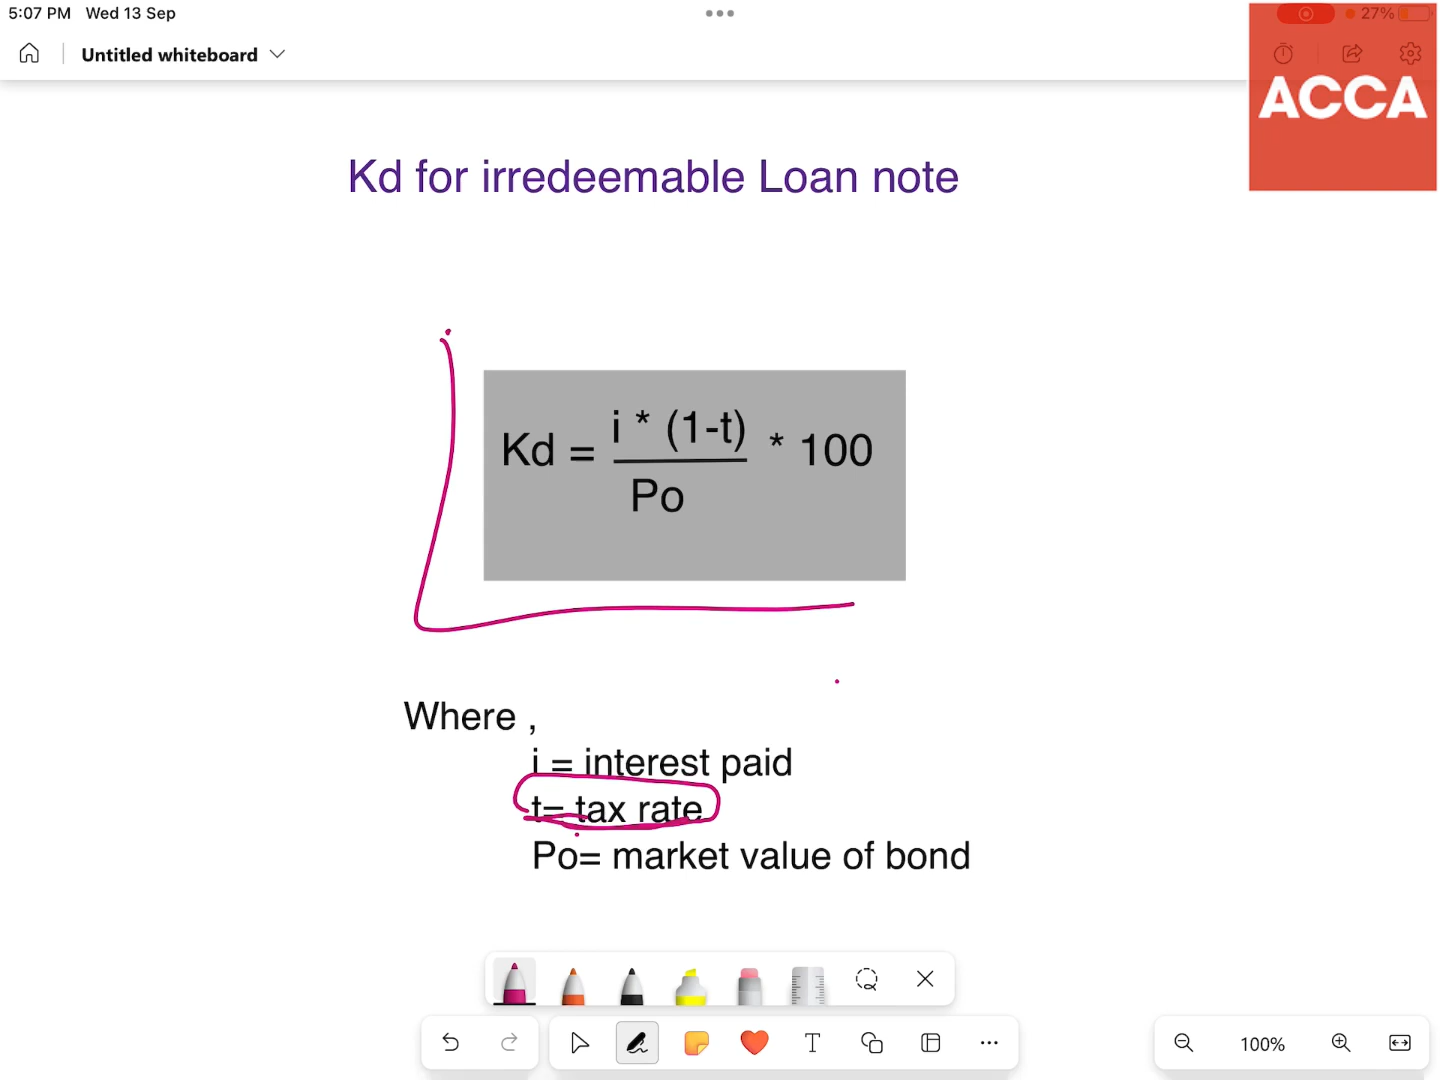 5:07 PM Wed 13 Sep
27%
Untitled whiteboard
ACCA
Kd for irredeemable Loan note
Kd = i * (1-t) * 100
Po
Where ,
i = interest paid
t= tax rate
Po= market value of bond
T
100%